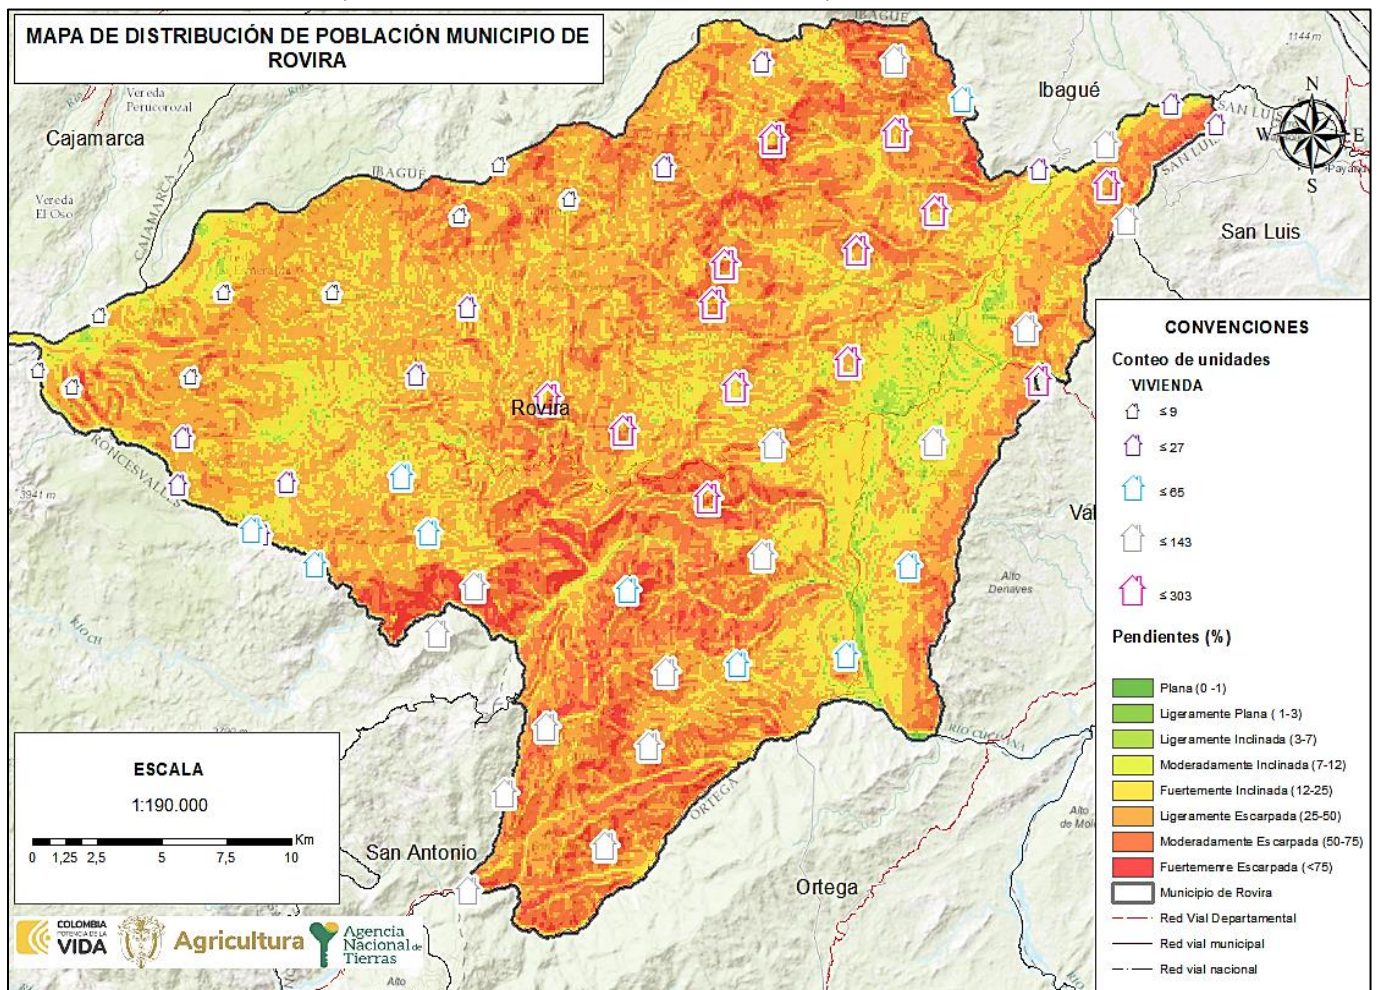 MAPA DE DISTRIBUCIÓN DE POBLACIÓN MUNICIPIO DE
ROVIRA
IBAGUÉ
1144 m
Vereda
Perucorozal
Cajamarca
Ibagué
N
W E
S
SAN LUIS
SAN LUIS
IBAGUÉ
Vereda
El Oso
CAJAMARCA
San Luis
Rovira
RONCESVALLES
3941 m
Alto
Denaves
RIO CUCUANA
ORTEGA
San Antonio
Ortega
Alto
Alto
CONVENCIONES
Conteo de unidades
VIVIENDA
≤ 9
≤ 27
≤ 65
≤ 143
≤ 303
Pendientes (%)
Plana (0 -1)
Ligeramente Plana ( 1-3)
Ligeramente Inclinada (3-7)
Moderadamente Inclinada (7-12)
Fuertemente Inclinada (12-25)
Ligeramente Escarpada (25-50)
Moderadamente Escarpada (50-75)
Fuertemenre Escarpada (<75)
Municipio de Rovira
Red Vial Departamental
Red vial municipal
Red vial nacional
ESCALA
1:190.000
Km
0 1,25 2,5 5 7,5 10
COLOMBIA
POTENCIA DE LA
VIDA
Agricultura
Agencia
Nacional de
Tierras